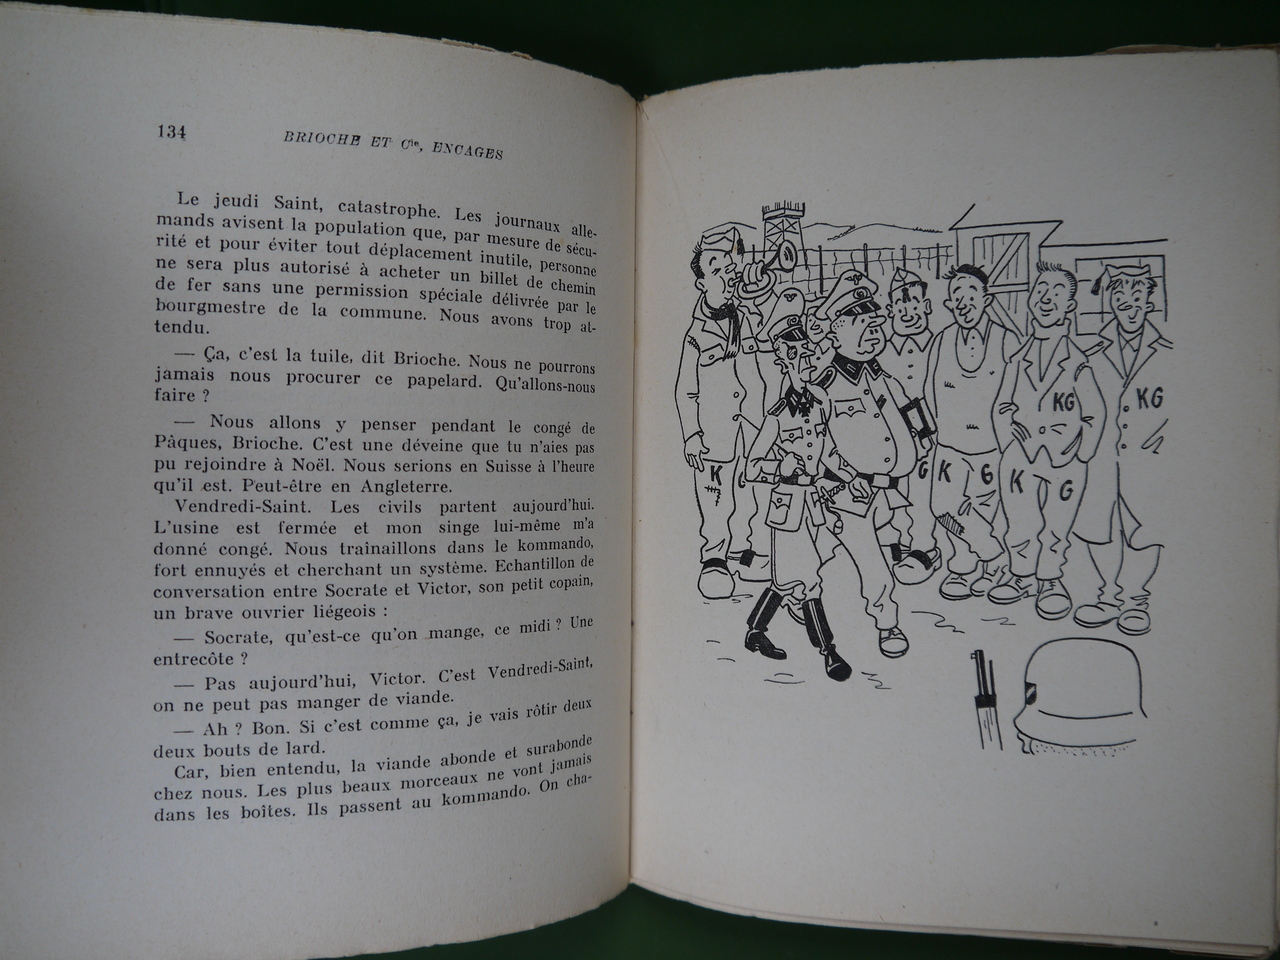 134
BRIOCHE ET Cie, ENCAGES
Le jeudi Saint, catastrophe. Les journaux alle-
mands avisent la population que, par mesure de sécu-
rité et pour éviter tout déplacement inutile, personne
ne sera plus autorisé à acheter un billet de chemin
de fer sans une permission spéciale délivrée par le
bourgmestre de la commune. Nous avons trop at-
tendu.
— Ça, c'est la tuile, dit Brioche. Nous ne pourrons
jamais nous procurer ce papelard. Qu'allons-nous
faire ?
— Nous allons y penser pendant le congé de
Pâques, Brioche. C'est une déveine que tu n'aies pas
pu rejoindre à Noël. Nous serions en Suisse à l'heure
qu'il est. Peut-être en Angleterre.
Vendredi-Saint. Les civils partent aujourd'hui.
L'usine est fermée et mon singe lui-même m'a
donné congé. Nous traînaillons dans le kommando,
fort ennuyés et cherchant un système. Echantillon de
conversation entre Socrate et Victor, son petit copain,
un brave ouvrier liégeois :
— Socrate, qu'est-ce qu'on mange, ce midi ? Une
entrecôte ?
— Pas aujourd'hui, Victor. C'est Vendredi-Saint,
on ne peut pas manger de viande.
— Ah ? Bon. Si c'est comme ça, je vais rôtir deux
deux bouts de lard.
Car, bien entendu, la viande abonde et surabonde
chez nous. Les plus beaux morceaux ne vont jamais
dans les boîtes. Ils passent au kommando. On cha-
KG
KG
K
G
K
G
K
G